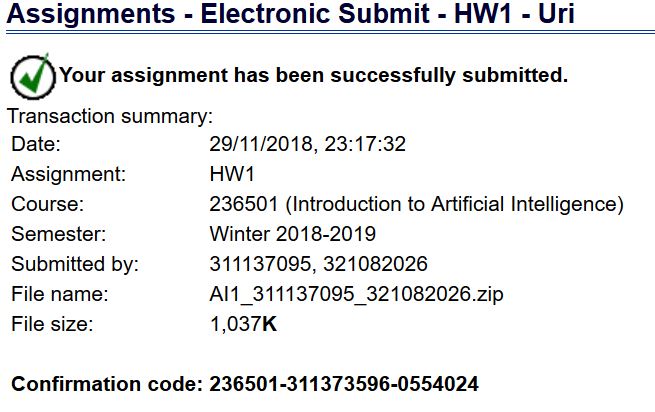 Assignments - Electronic Submit - HW1 - Uri
Your assignment has been successfully submitted.
Transaction summary:
Date: 29/11/2018, 23:17:32
Assignment: HW1
Course: 236501 (Introduction to Artificial Intelligence)
Semester: Winter 2018-2019
Submitted by: 311137095, 321082026
File name: AI1_311137095_321082026.zip
File size: 1,037K
Confirmation code: 236501-311373596-0554024